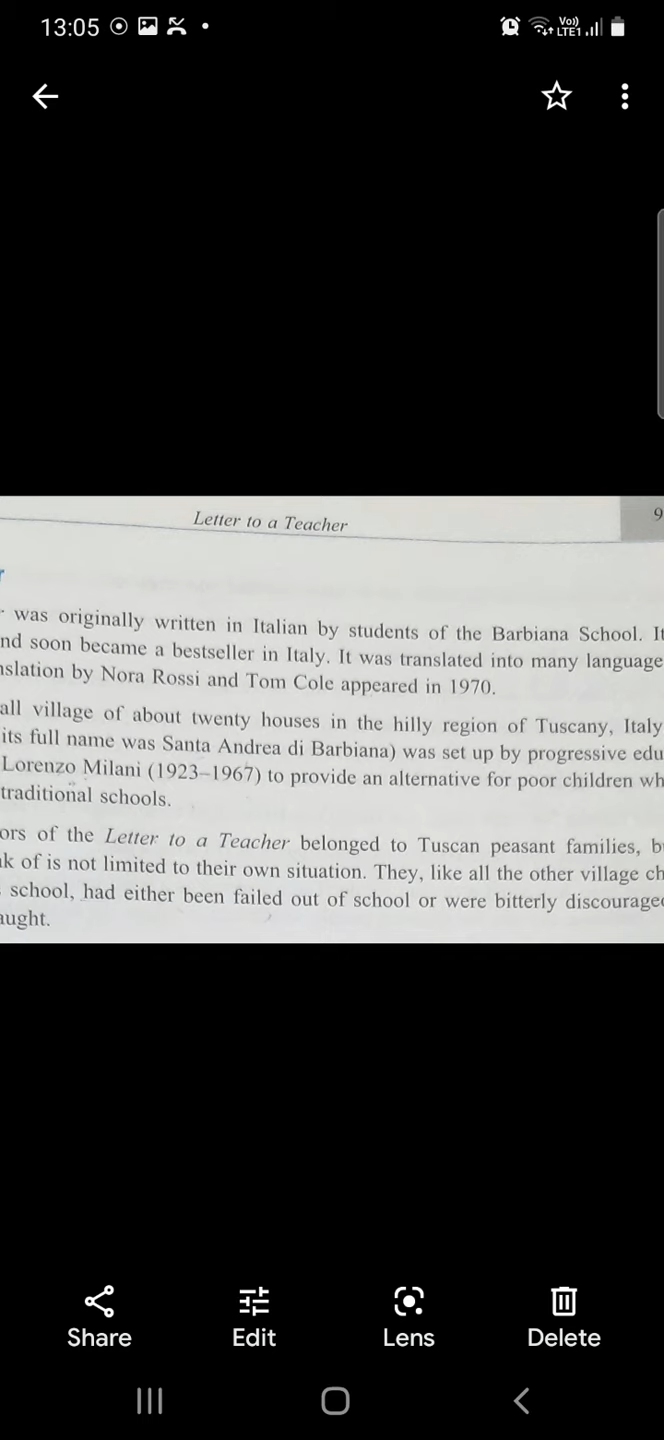 13:05
Vo))
LTE1
Letter to a Teacher
9
was originally written in Italian by students of the Barbiana School. It
nd soon became a bestseller in Italy. It was translated into many language
nslation by Nora Rossi and Tom Cole appeared in 1970.
all village of about twenty houses in the hilly region of Tuscany, Italy
its full name was Santa Andrea di Barbiana) was set up by progressive edu
Lorenzo Milani (1923–1967) to provide an alternative for poor children wh
traditional schools.
ors of the Letter to a Teacher belonged to Tuscan peasant families, b
ak of is not limited to their own situation. They, like all the other village ch
school, had either been failed out of school or were bitterly discourage
aught.
Share
Edit
Lens
Delete